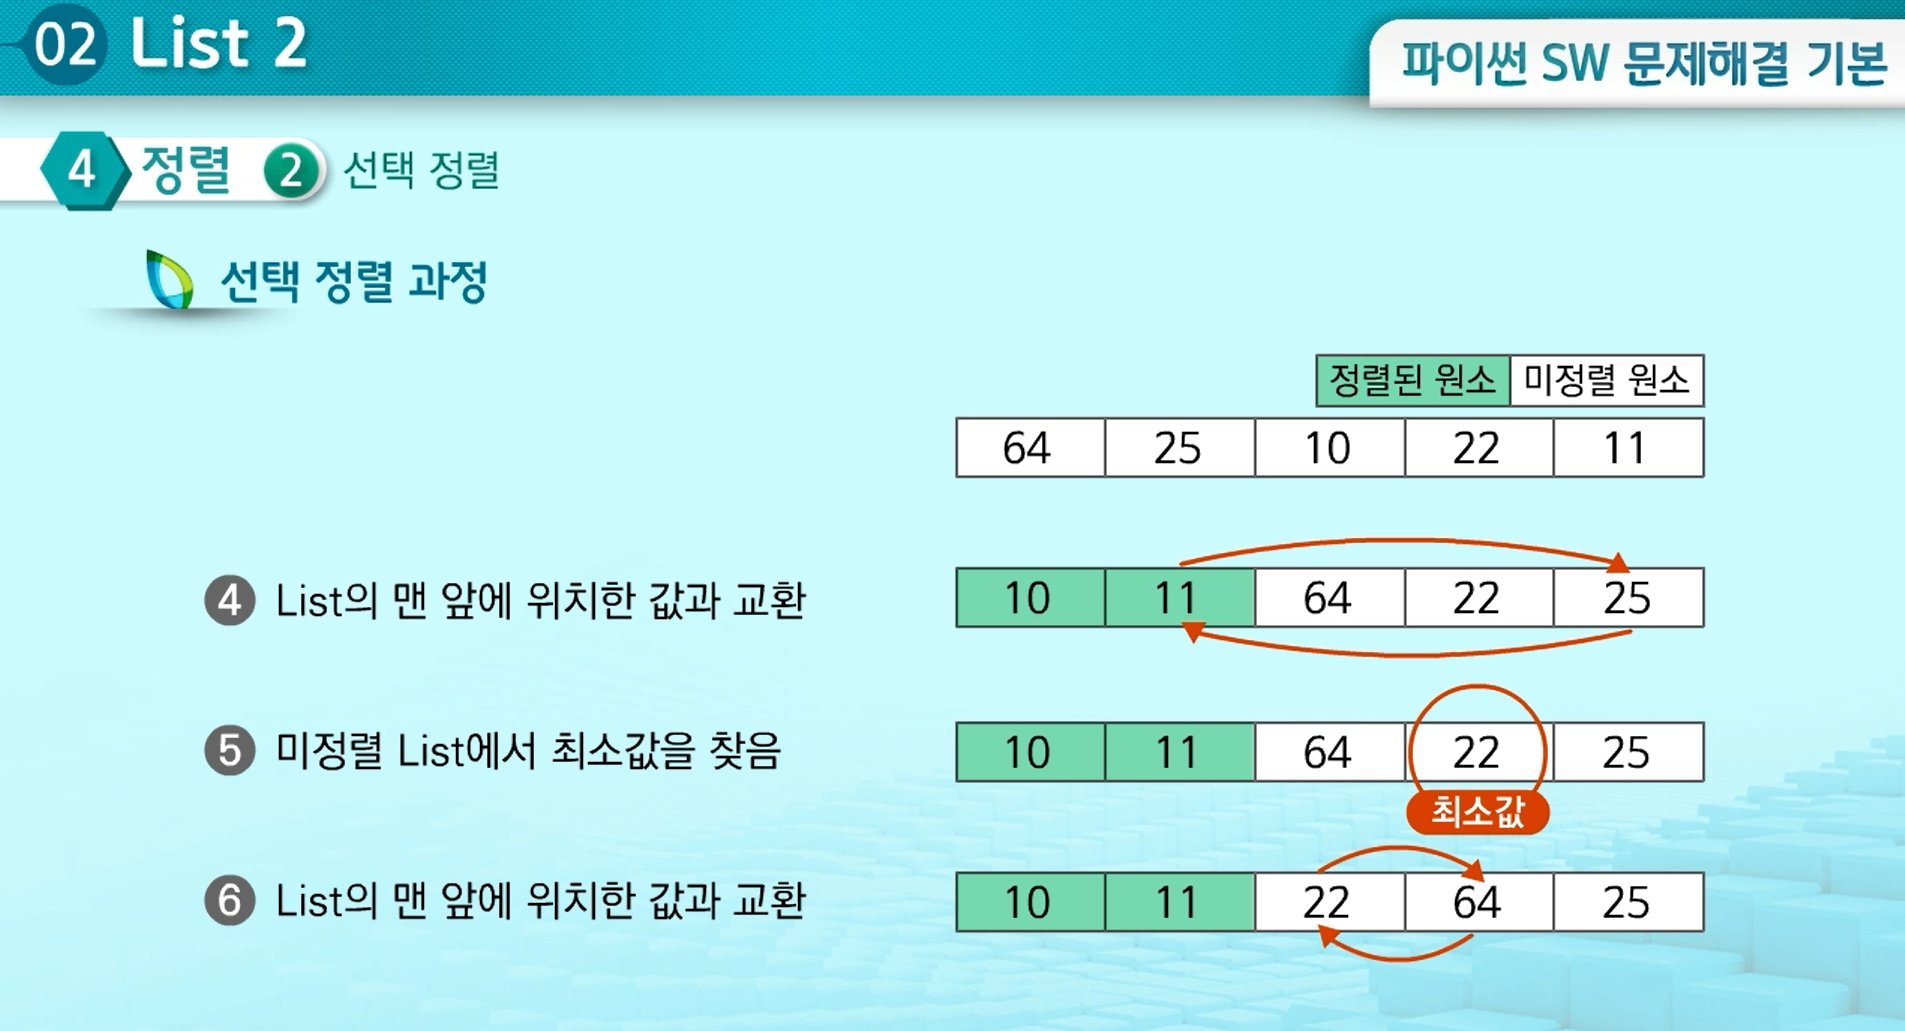 02 List 2
파이썬 SW 문제해결 기본
4 정렬 2 선택 정렬
선택 정렬 과정
정렬된 원소 미정렬 원소
64 25 10 22 11
4 List의 맨 앞에 위치한 값과 교환 10 11 64 22 25
5 미정렬 List에서 최소값을 찾음 10 11 64 22 25
최소값
6 List의 맨 앞에 위치한 값과 교환 10 11 22 64 25